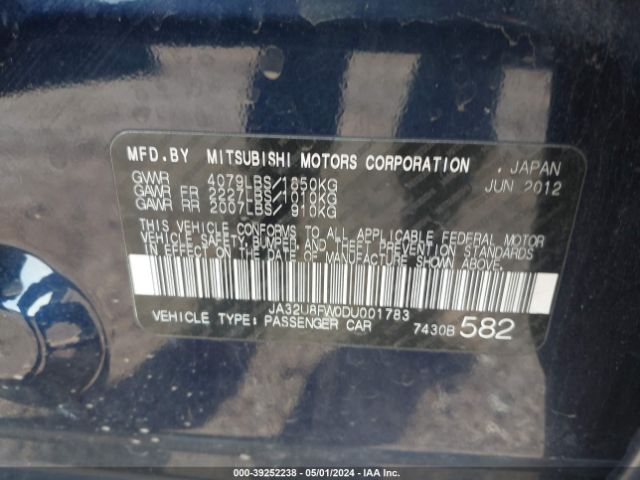 MFD.BY MITSUBISHI MOTORS CORPORATION , JAPAN
GVWR 4079LBS/1850KG JUN 2012
GAWR FR 2227LBS/1010KG
GAWR RR 2007LBS/ 910KG
THIS VEHICLE CONFORMS TO ALL APPLICABLE FEDERAL MOTOR
VEHICLE SAFETY, BUMPER, AND THEFT PREVENTION STANDARDS
IN EFFECT ON THE DATE OF MANUFACTURE SHOWN ABOVE.
JA32U8FW0DU001783
VEHICLE TYPE: PASSENGER CAR 7430B 582
000-39252238 - 05/01/2024 - IAA Inc.